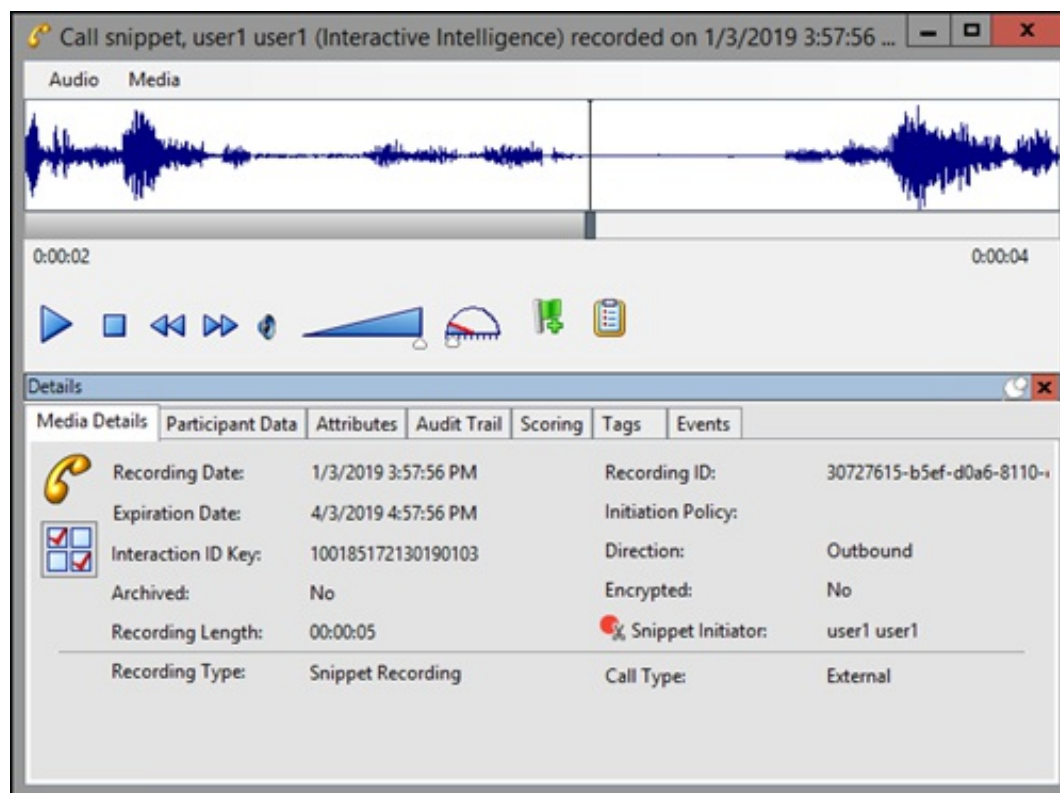 Call snippet, user1 user1 (Interactive Intelligence) recorded on 1/3/2019 3:57:56 ...
Audio Media
0:00:02 0:00:04
Details
Media Details Participant Data Attributes Audit Trail Scoring Tags Events
Recording Date: 1/3/2019 3:57:56 PM Recording ID: 30727615-b5ef-d0a6-8110-
Expiration Date: 4/3/2019 4:57:56 PM Initiation Policy:
Interaction ID Key: 100185172130190103 Direction: Outbound
Archived: No Encrypted: No
Recording Length: 00:00:05 Snippet Initiator: user1 user1
Recording Type: Snippet Recording Call Type: External